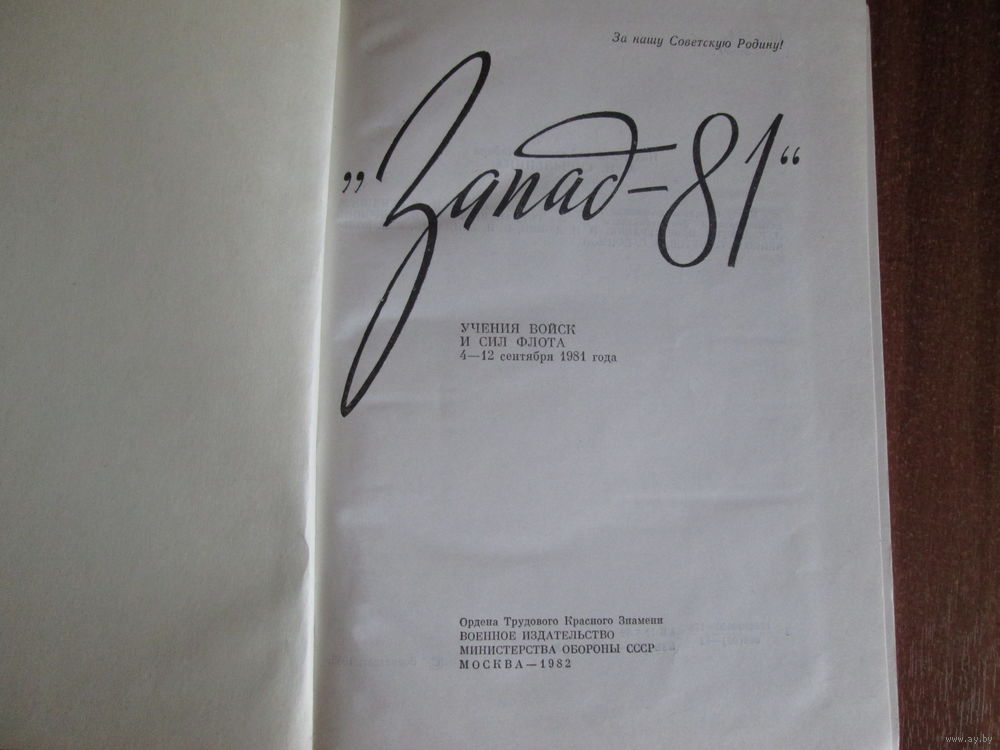 За нашу Советскую Родину!
„Запад–81“
УЧЕНИЯ ВОЙСК
И СИЛ ФЛОТА
4—12 сентября 1981 года
Ордена Трудового Красного Знамени
ВОЕННОЕ ИЗДАТЕЛЬСТВО
МИНИСТЕРСТВА ОБОРОНЫ СССР
МОСКВА—1982
www.ay.by